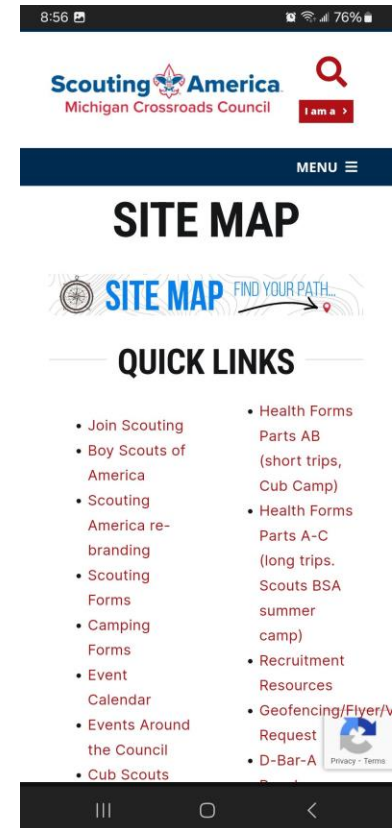 8:56
76%
Scouting America
Michigan Crossroads Council
I am a >
MENU
SITE MAP
SITE MAP FIND YOUR PATH...
QUICK LINKS
• Join Scouting
• Boy Scouts of
America
• Scouting
America re-
branding
• Scouting
Forms
• Camping
Forms
• Event
Calendar
• Events Around
the Council
• Cub Scouts
• Health Forms
Parts AB
(short trips,
Cub Camp)
• Health Forms
Parts A-C
(long trips.
Scouts BSA
summer
camp)
• Recruitment
Resources
• Geofencing/Flyer/V
Request
• D-Bar-A
Privacy - Terms